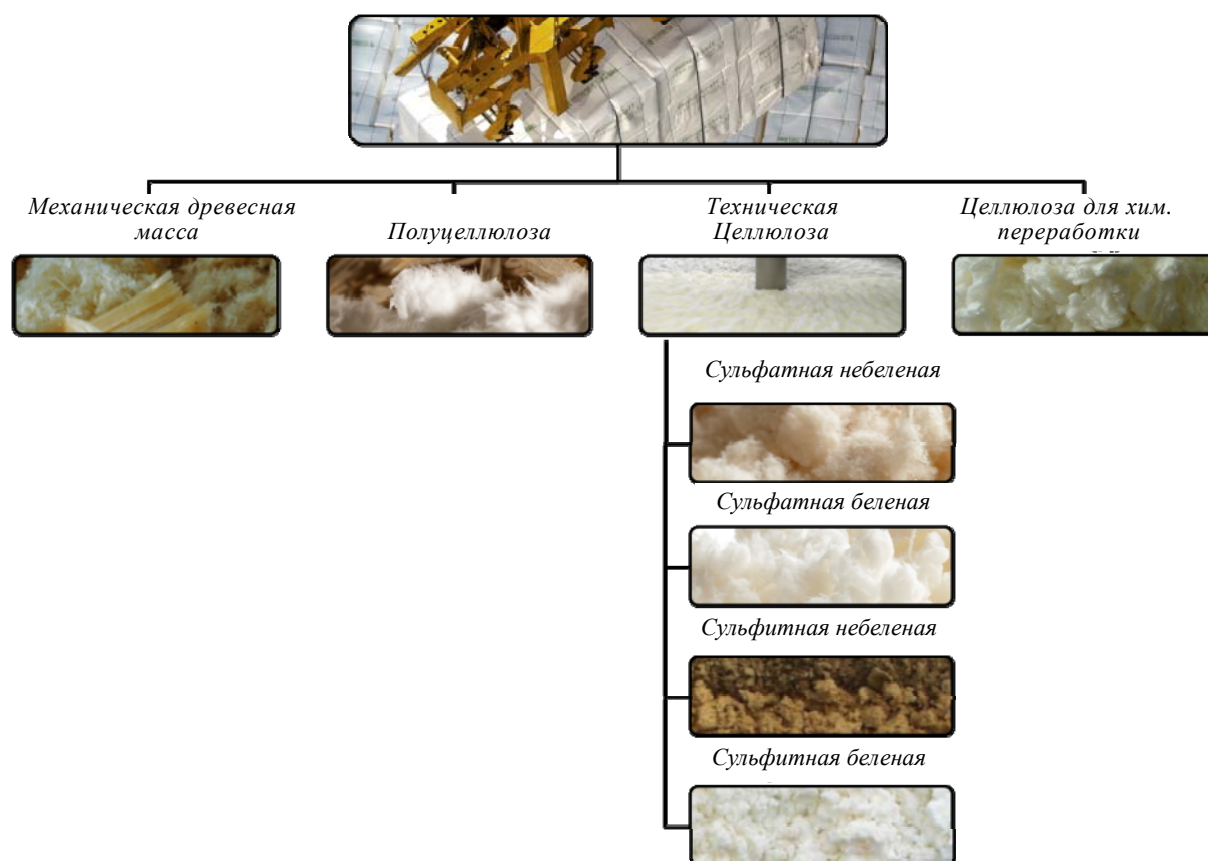 Механическая древесная
масса
Полуцеллюлоза
Техническая
Целлюлоза
Целлюлоза для хим.
переработки
Сульфатная небеленая
Сульфатная беленая
Сульфитная небеленая
Сульфитная беленая